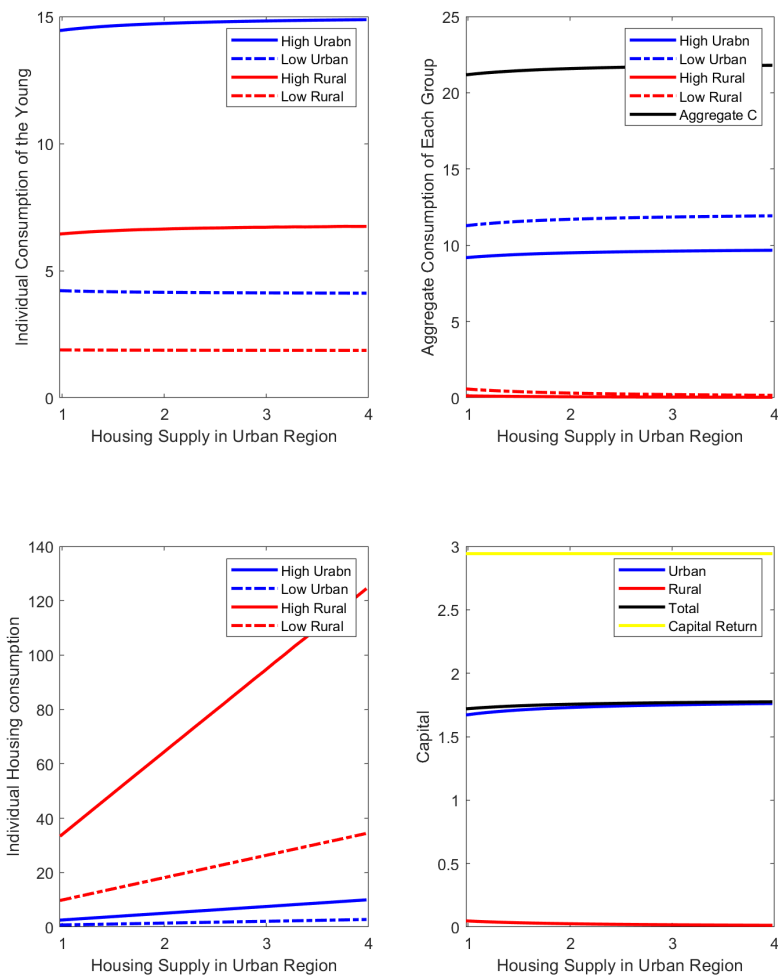 Individual Consumption of the Young
15
10
5
0
1
2
3
4
Housing Supply in Urban Region
High Urabn
Low Urban
High Rural
Low Rural
Aggregate Consumption of Each Group
25
20
15
10
5
0
1
2
3
4
Housing Supply in Urban Region
High Urabn
Low Urban
High Rural
Low Rural
Aggregate C
Individual Housing consumption
140
120
100
80
60
40
20
0
1
2
3
4
Housing Supply in Urban Region
High Urabn
Low Urban
High Rural
Low Rural
Capital
3
2.5
2
1.5
1
0.5
0
1
2
3
4
Housing Supply in Urban Region
Urban
Rural
Total
Capital Return